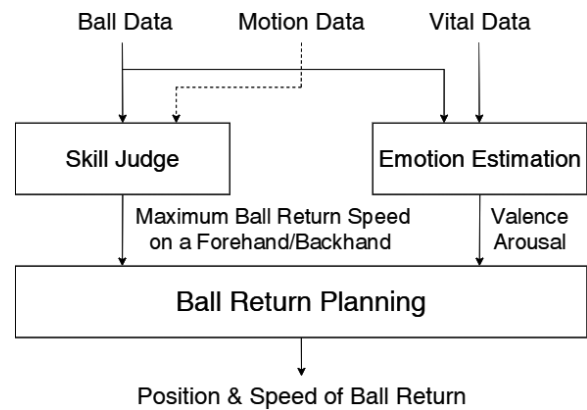 Ball Data
Motion Data
Vital Data
Skill Judge
Emotion Estimation
Maximum Ball Return Speed
on a Forehand/Backhand
Valence
Arousal
Ball Return Planning
Position & Speed of Ball Return